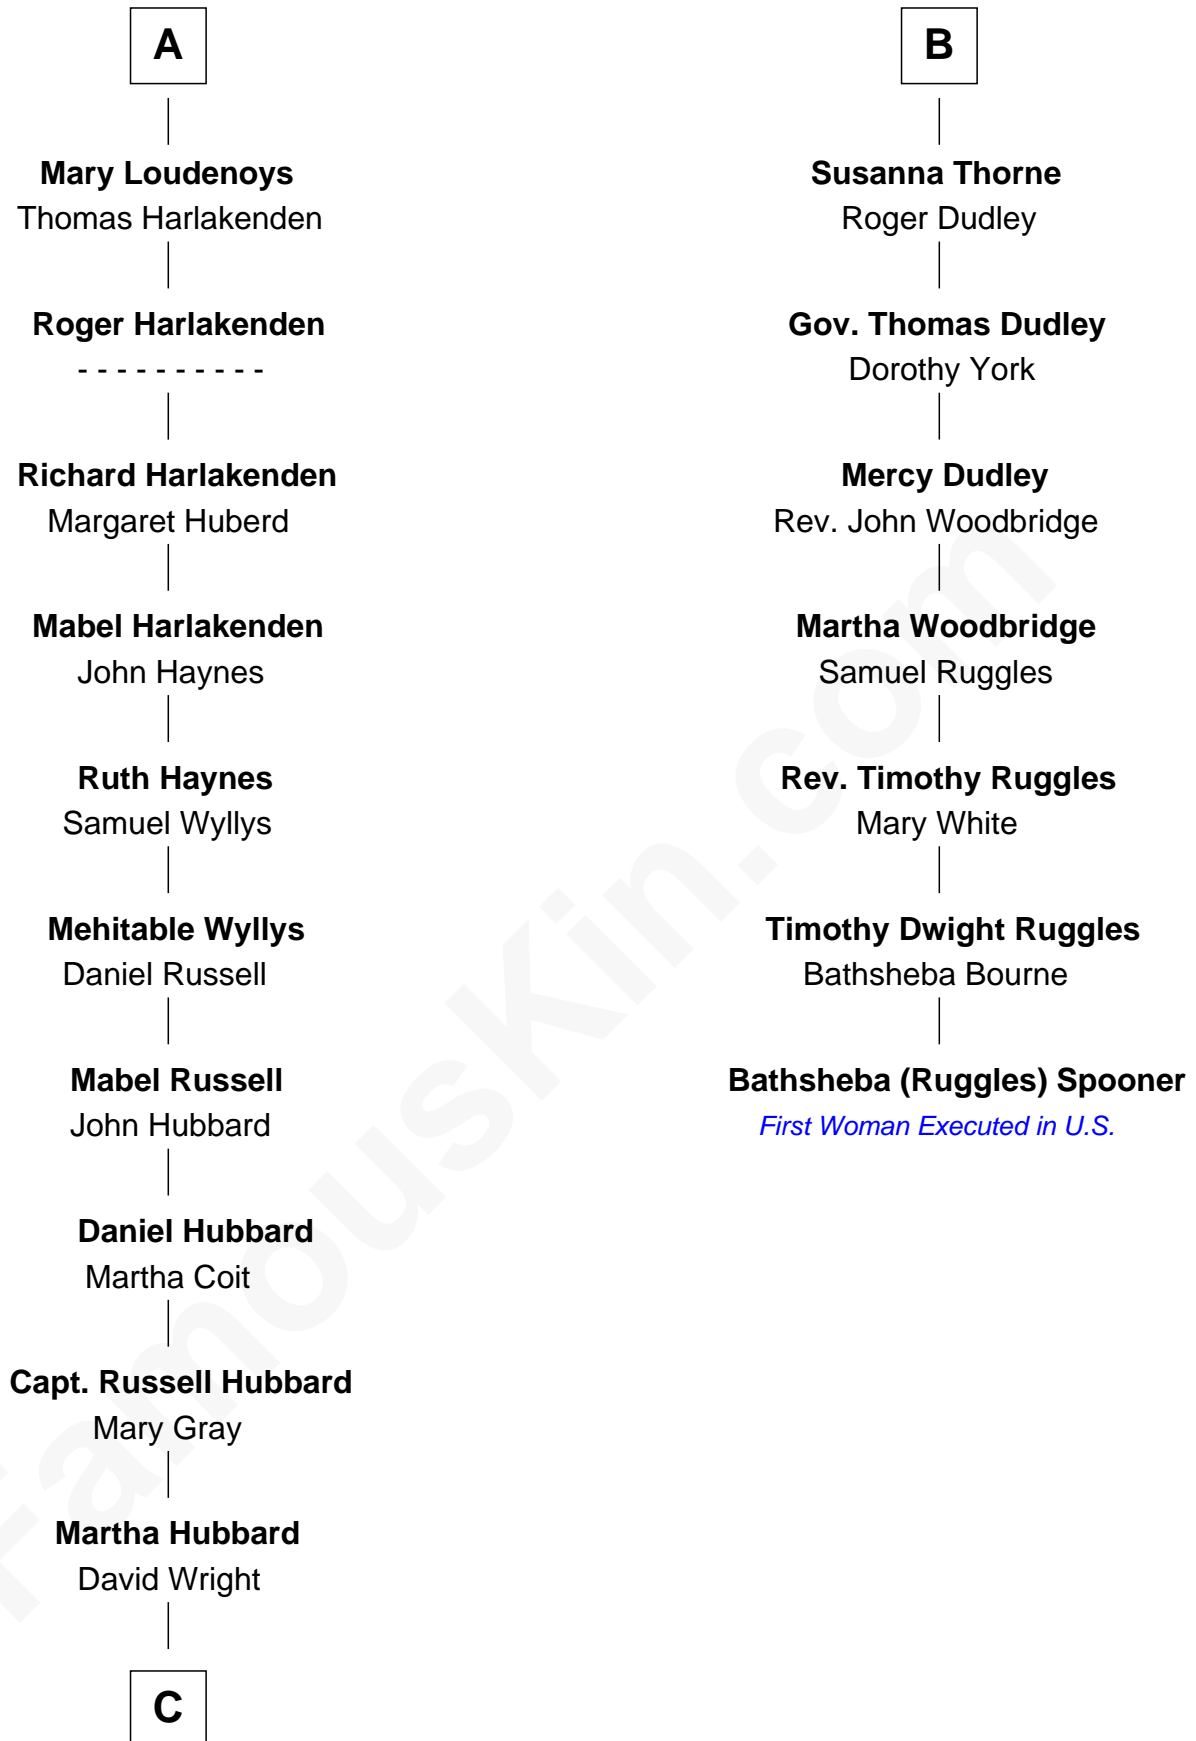 A
Mary Loudenoys
Thomas Harlakenden
Roger Harlakenden
- - - - - - - - - -
Richard Harlakenden
Margaret Huberd
Mabel Harlakenden
John Haynes
Ruth Haynes
Samuel Wyllys
Mehitable Wyllys
Daniel Russell
Mabel Russell
John Hubbard
Daniel Hubbard
Martha Coit
Capt. Russell Hubbard
Mary Gray
Martha Hubbard
David Wright
C
B
Susanna Thorne
Roger Dudley
Gov. Thomas Dudley
Dorothy York
Mercy Dudley
Rev. John Woodbridge
Martha Woodbridge
Samuel Ruggles
Rev. Timothy Ruggles
Mary White
Timothy Dwight Ruggles
Bathsheba Bourne
Bathsheba (Ruggles) Spooner
First Woman Executed in U.S.
FamousKin.com